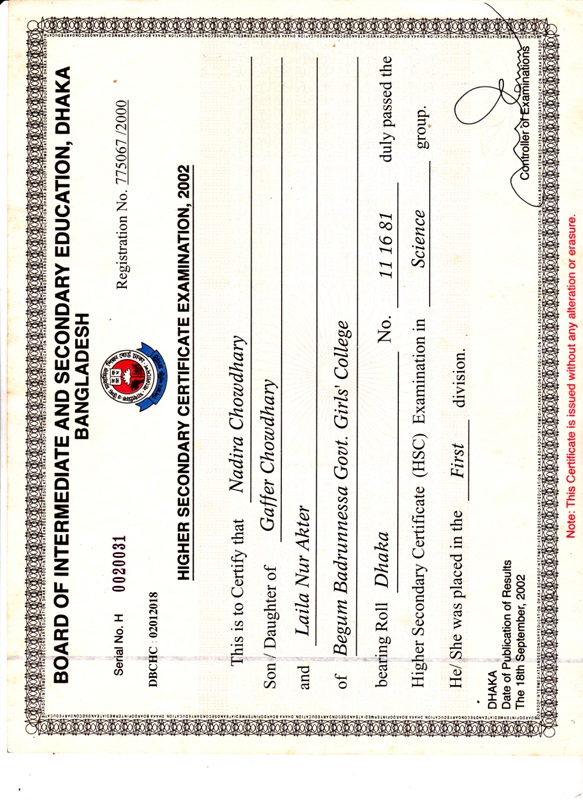 BOARD OF INTERMEDIATE AND SECONDARY EDUCATION, DHAKA
BANGLADESH
Serial No. H 0020031
Registration No. 775067 /2000
DBCHC 02012018
HIGHER SECONDARY CERTIFICATE EXAMINATION, 2002
This is to Certify that Nadira Chowdhary
Son / Daughter of Gaffer Chowdhary
and Laila Nur Akter
of Begum Badrunnessa Govt. Girls' College
bearing Roll Dhaka No. 11 16 81 duly passed the
Higher Secondary Certificate (HSC) Examination in Science group.
He/ She was placed in the First division.
DHAKA
Date of Publication of Results
The 18th September, 2002
Controller of Examinations
Note: This Certificate is issued without any alteration or erasure.